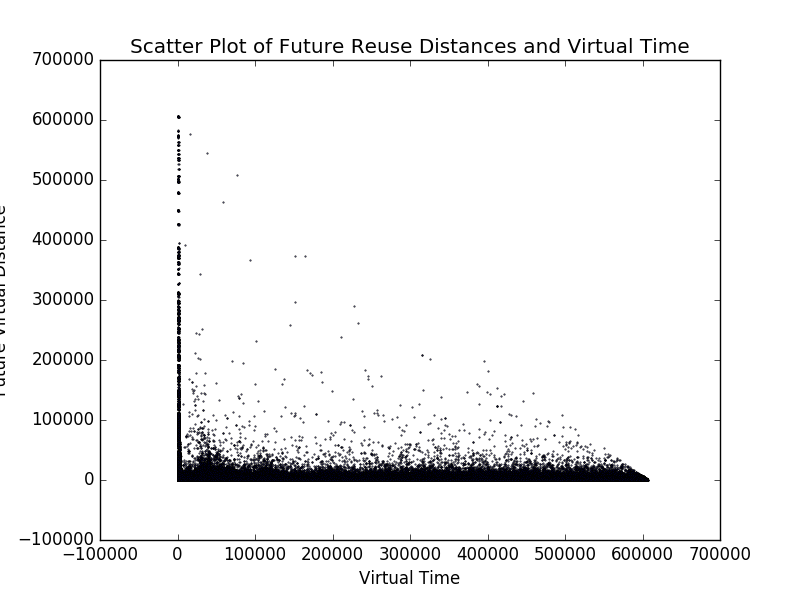 Scatter Plot of Future Reuse Distances and Virtual Time
700000
600000
500000
400000
300000
200000
100000
0
−100000
Future Virtual Distance
−100000 0 100000 200000 300000 400000 500000 600000 700000
Virtual Time